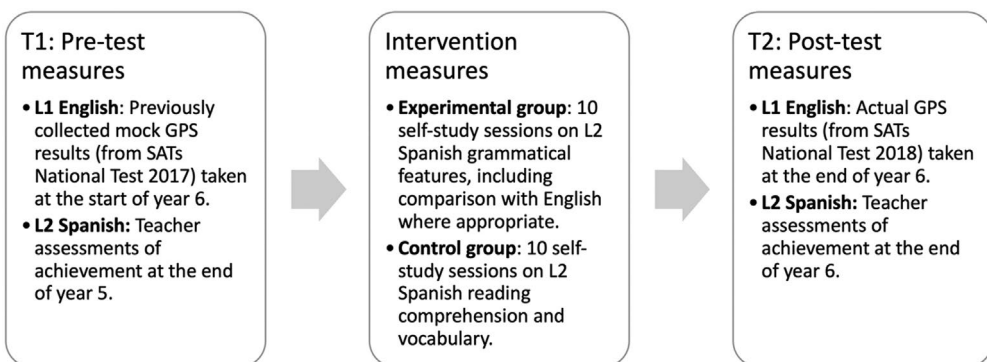 T1: Pre-test
measures
• L1 English: Previously
collected mock GPS
results (from SATs
National Test 2017) taken
at the start of year 6.
• L2 Spanish: Teacher
assessments of
achievement at the end
of year 5.
Intervention
measures
• Experimental group: 10
self-study sessions on L2
Spanish grammatical
features, including
comparison with English
where appropriate.
• Control group: 10 self-
study sessions on L2
Spanish reading
comprehension and
vocabulary.
T2: Post-test
measures
• L1 English: Actual GPS
results (from SATs
National Test 2018) taken
at the end of year 6.
• L2 Spanish: Teacher
assessments of
achievement at the end of
year 6.